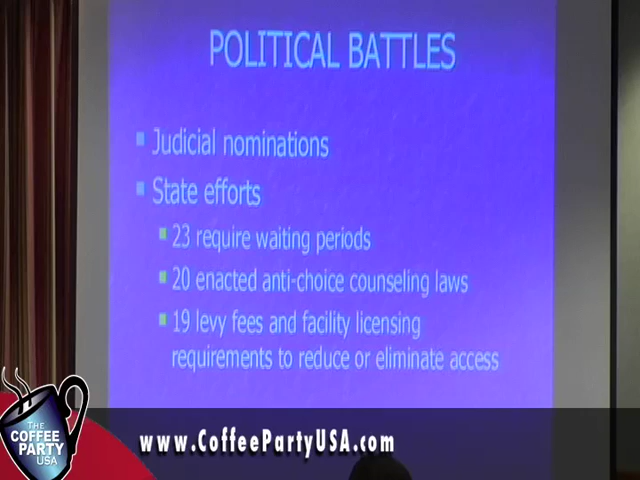 POLITICAL BATTLES
Judicial nominations
State efforts
23 require waiting periods
20 enacted anti-choice counseling laws
19 levy fees and facility licensing
requirements to reduce or eliminate access
THE
COFFEE
PARTY
USA
www.CoffeePartyUSA.com